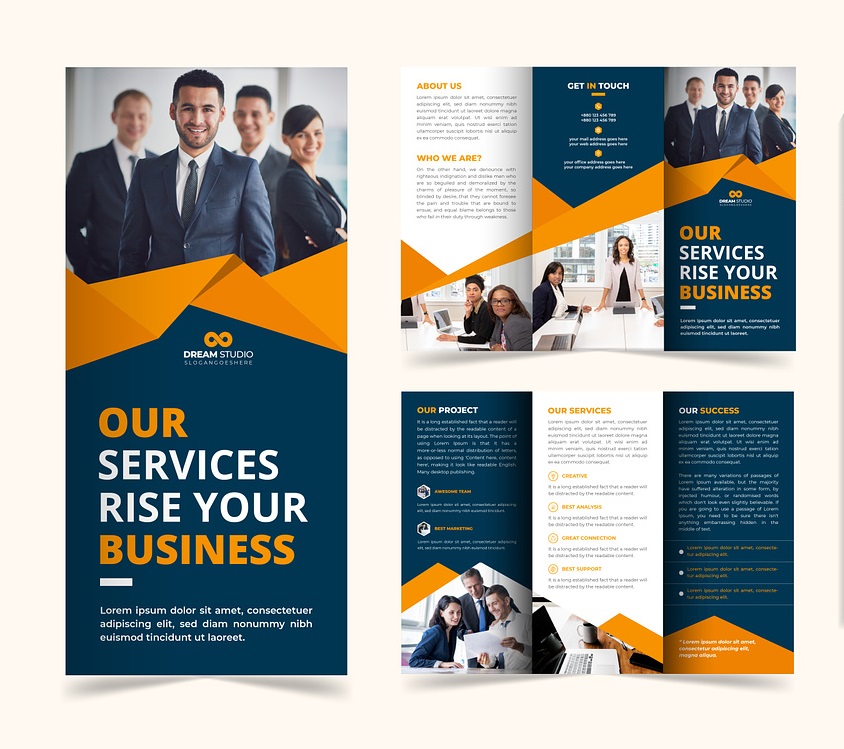 DREAM STUDIO
SLOGANGOESHERE
OUR
SERVICES
RISE YOUR
BUSINESS
Lorem ipsum dolor sit amet, consectetuer
adipiscing elit, sed diam nonummy nibh
euismod tincidunt ut laoreet.
ABOUT US
Lorem ipsum dolor sit amet, consectetuer
adipiscing elit, sed diam nonummy nibh
euismod tincidunt ut laoreet dolore magna
aliquam erat volutpat. Ut wisi enim ad
minim veniam, quis nostrud exerci tation
ullamcorper suscipit lobortis nisl ut aliquip
ex ea commodo consequat.
WHO WE ARE?
On the other hand, we denounce with
righteous indignation and dislike men who
are so beguiled and demoralized by the
charms of pleasure of the moment, so
blinded by desire, that they cannot foresee
the pain and trouble that are bound to
ensue; and equal blame belongs to those
who fail in their duty through weakness.
GET IN TOUCH
+880 123 456 789
+880 123 456 789
your mail address goes here
your web address goes here
your office address goes here
your company address goes here
DREAM STUDIO
OUR
SERVICES
RISE YOUR
BUSINESS
Lorem ipsum dolor sit amet, consectetuer
adipiscing elit, sed diam nonummy nibh
euismod tincidunt ut laoreet.
OUR PROJECT
It is a long established fact that a reader will
be distracted by the readable content of a
page when looking at its layout. The point of
using Lorem Ipsum is that it has a
more-or-less normal distribution of letters,
as opposed to using 'Content here, content
here', making it look like readable English.
Many desktop publishing.
AWESOME TEAM
Lorem ipsum dolor sit amet, consectetuer adipiscing
elit, sed diam nonummy nibh euismod tincidunt.
BEST MARKETING
Lorem ipsum dolor sit amet, consectetuer adipiscing
elit, sed diam nonummy nibh euismod tincidunt.
OUR SERVICES
Lorem ipsum dolor sit amet, consectetuer
adipiscing elit, sed diam nonummy nibh
euismod tincidunt ut laoreet dolore magna
aliquam erat volutpat. Ut wisi enim ad
minim veniam, quis nostrud exerci tation
ullamcorper suscipit lobortis nisl ut aliquip
ex ea commodo consequat.
CREATIVE
It is a long established fact that a reader will
be distracted by the readable content.
BEST ANALYSIS
It is a long established fact that a reader will
be distracted by the readable content.
GREAT CONNECTION
It is a long established fact that a reader will
be distracted by the readable content.
BEST SUPPORT
It is a long established fact that a reader will
be distracted by the readable content.
OUR SUCCESS
Lorem ipsum dolor sit amet, consectetuer
adipiscing elit, sed diam nonummy nibh
euismod tincidunt ut laoreet dolore magna
aliquam erat volutpat. Ut wisi enim ad
minim veniam, quis nostrud exerci tation
ullamcorper suscipit lobortis nisl ut aliquip
ex ea commodo consequat.
There are many variations of passages of
Lorem Ipsum available, but the majority
have suffered alteration in some form, by
injected humour, or randomised words
which don't look even slightly believable. If
you are going to use a passage of Lorem
Ipsum, you need to be sure there isn't
anything embarrassing hidden in the
middle of text.
Lorem ipsum dolor sit amet, consecte-
tur adipiscing elit.
Lorem ipsum dolor sit amet, consecte-
tur adipiscing elit.
Lorem ipsum dolor sit amet, consecte-
tur adipiscing elit.
" Lorem ipsum dolor sit amet,
consectetur adipiscing elit,
magna aliqua.